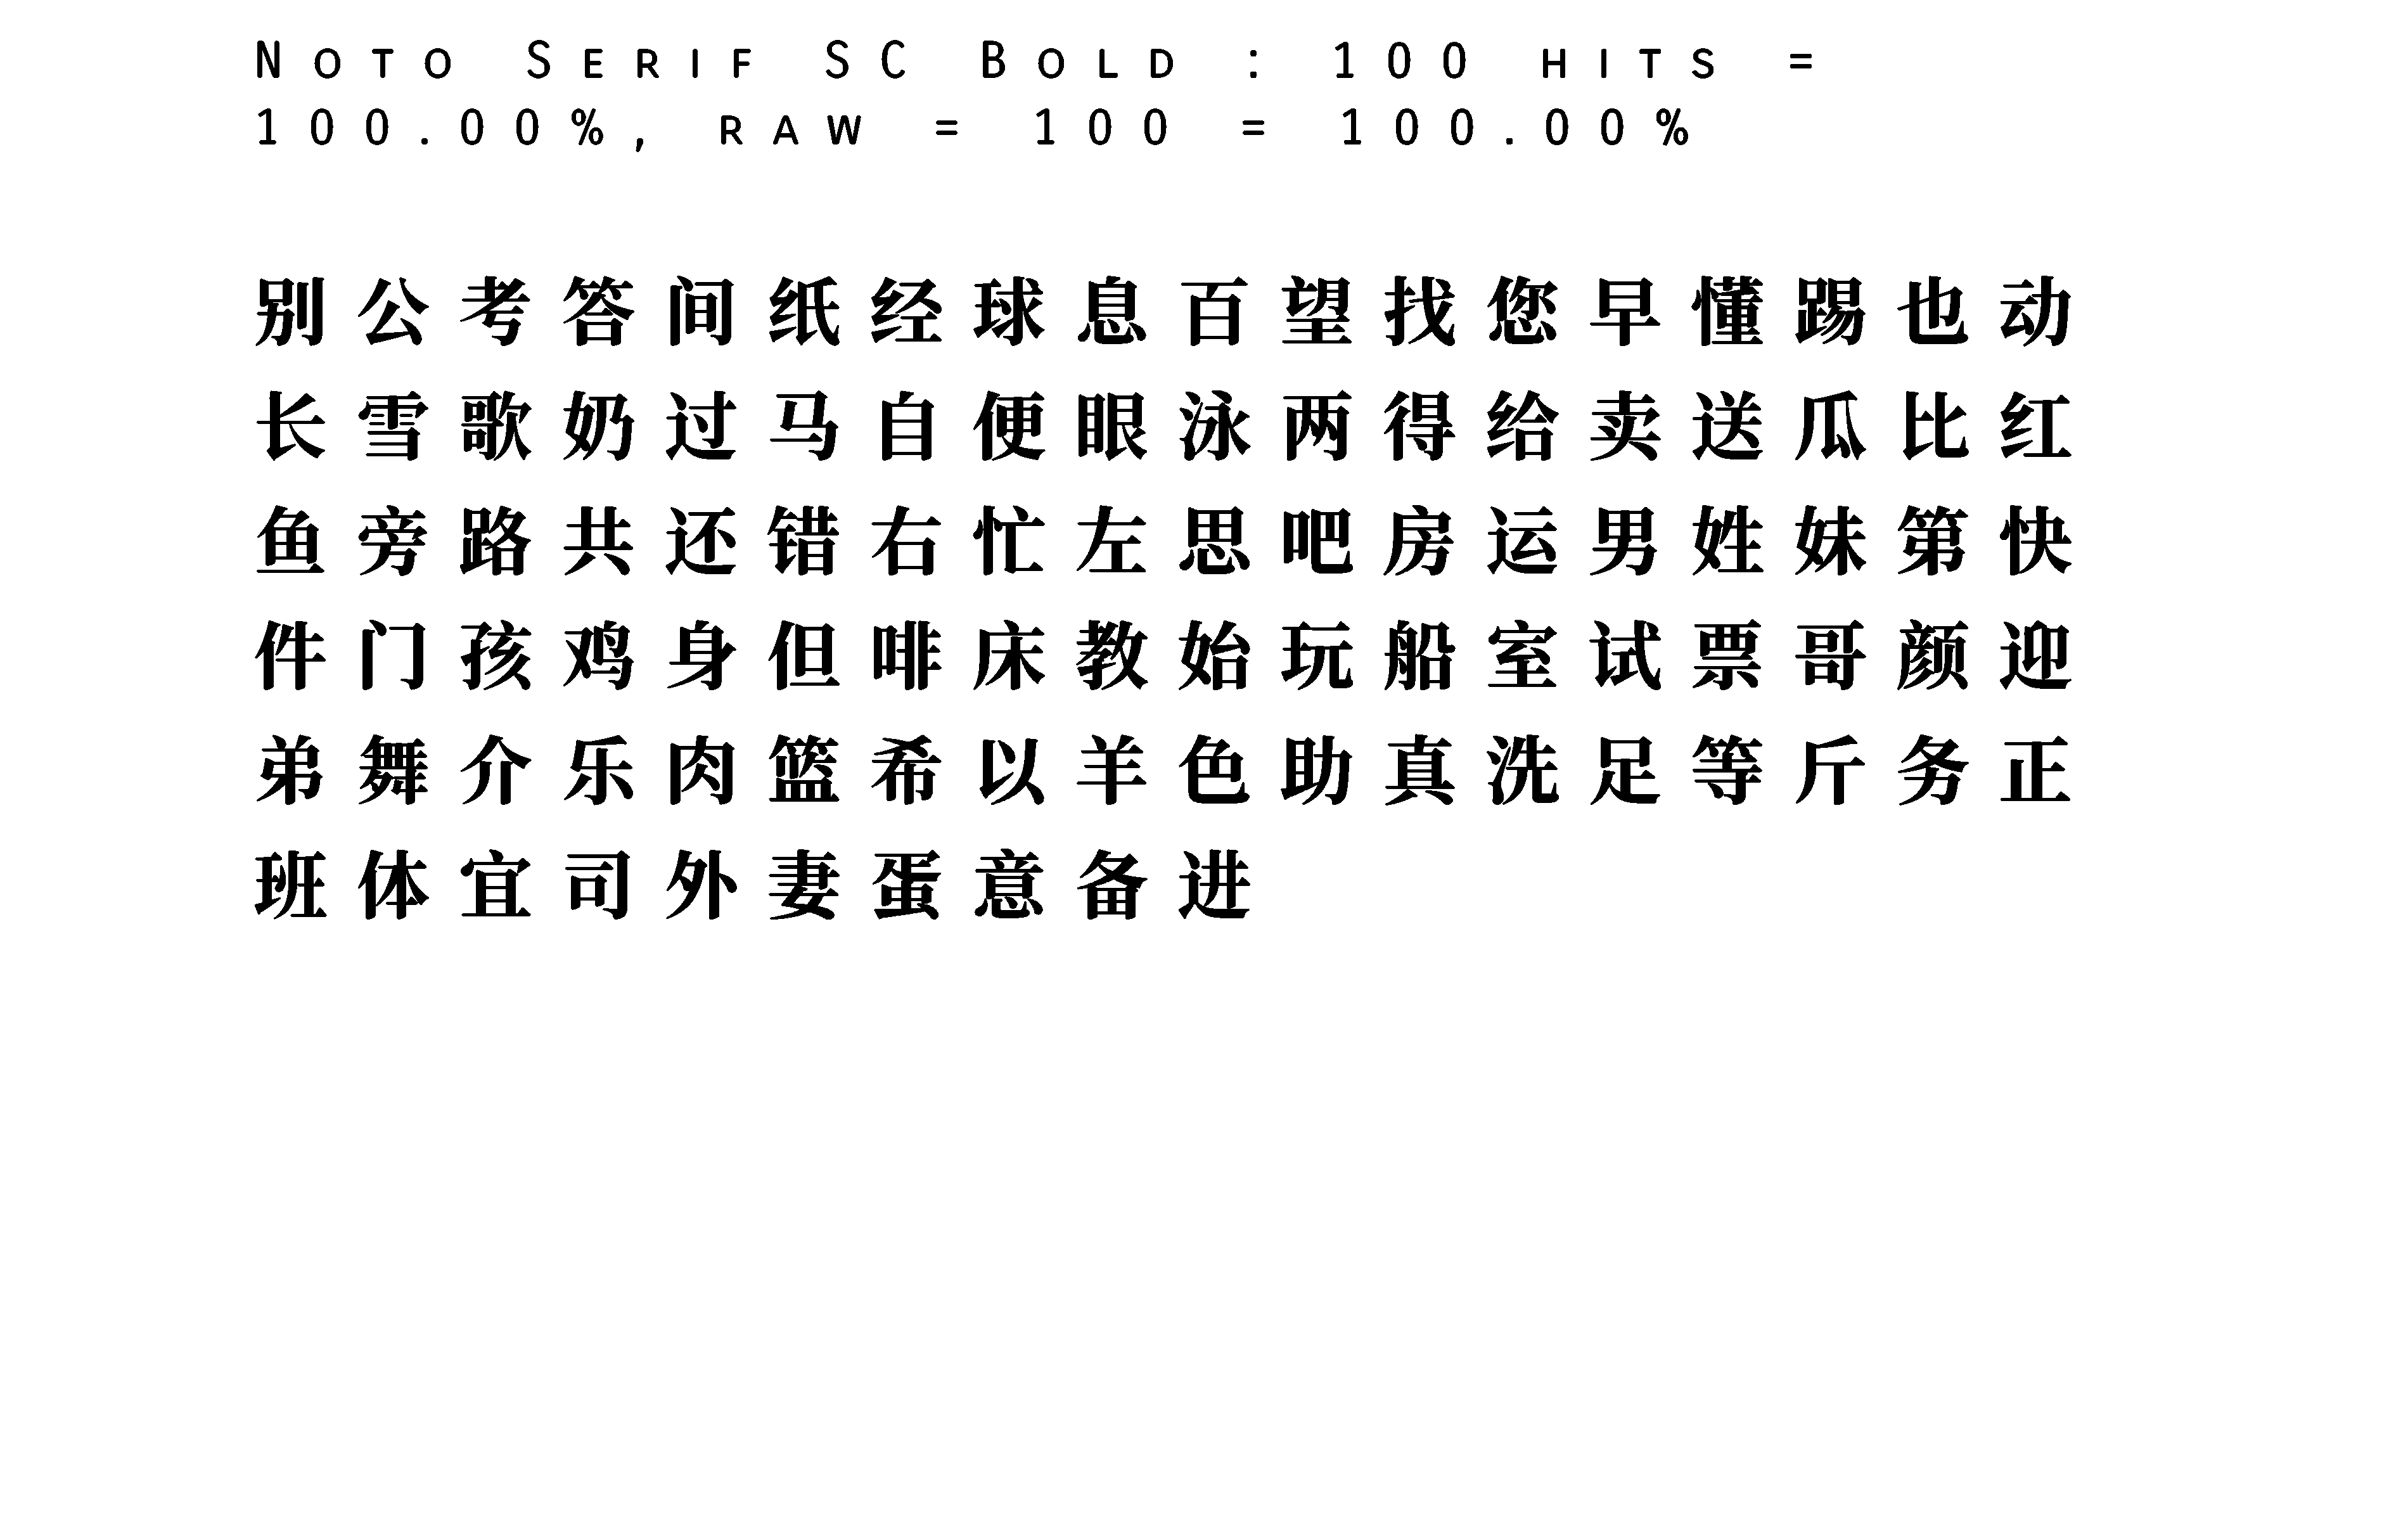 Noto Serif SC Bold : 100 hits =
100.00%, raw = 100 = 100.00%
别公考答间纸经球息百望找您早懂踢也动
长雪歌奶过马自便眼泳两得给卖送瓜比红
鱼旁路共还错右忙左思吧房运男姓妹第快
件门孩鸡身但啡床教始玩船室试票哥颜迎
弟舞介乐肉篮希以羊色助真洗足等斤务正
班体宜司外妻蛋意备进